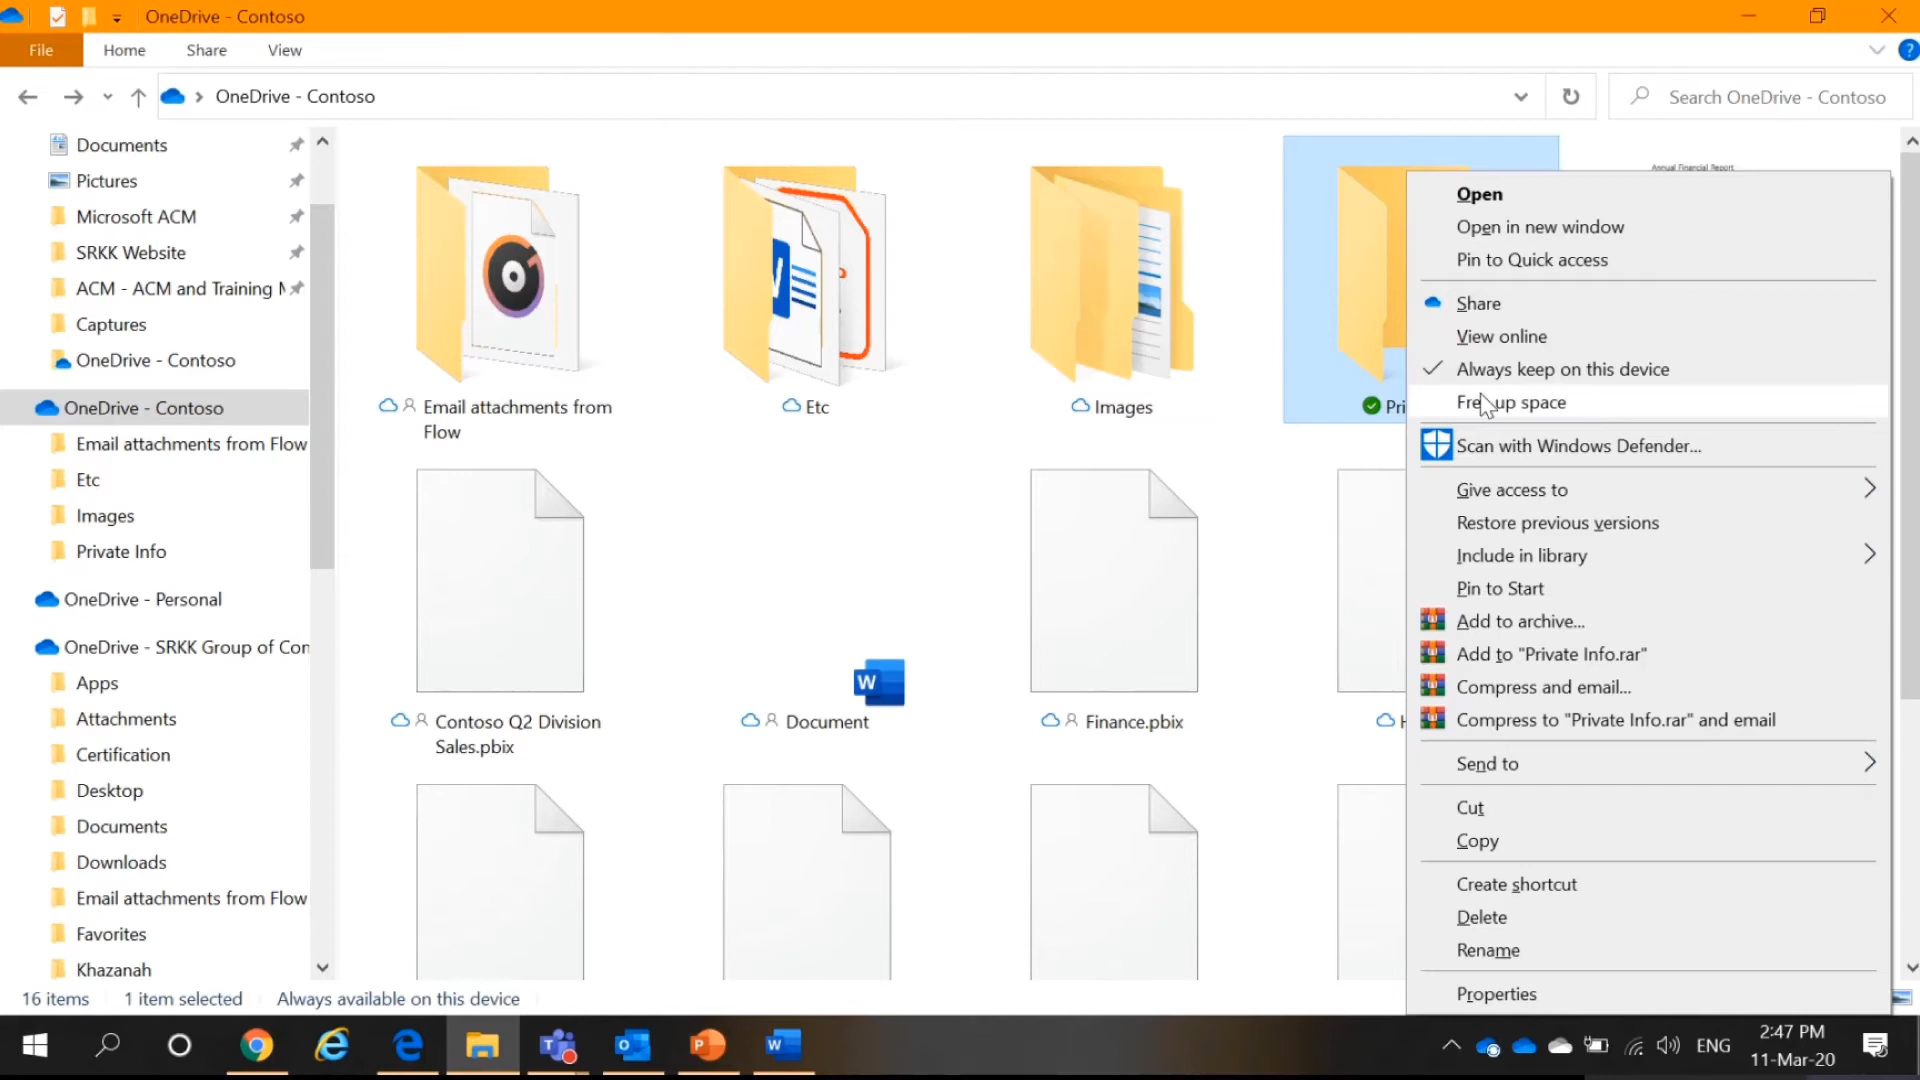 OneDrive - Contoso
File
Home
Share
View
OneDrive - Contoso
Search OneDrive - Contoso
Documents
Pictures
Microsoft ACM
SRKK Website
ACM - ACM and Training
Captures
OneDrive - Contoso
OneDrive - Contoso
Email attachments from Flow
Etc
Images
Private Info
OneDrive - Personal
OneDrive - SRKK Group of Con
Apps
Attachments
Certification
Desktop
Documents
Downloads
Email attachments from Flow
Favorites
Khazanah
Email attachments from
Flow
Etc
Images
Pri
Annual Financial Report
Contoso Q2 Division
Sales.pbix
W
Document
Finance.pbix
Open
Open in new window
Pin to Quick access
Share
View online
Always keep on this device
Free up space
Scan with Windows Defender...
Give access to
Restore previous versions
Include in library
Pin to Start
Add to archive...
Add to "Private Info.rar"
Compress and email...
Compress to "Private Info.rar" and email
Send to
Cut
Copy
Create shortcut
Delete
Rename
Properties
16 items
1 item selected
Always available on this device
ENG
2:47 PM
11-Mar-20